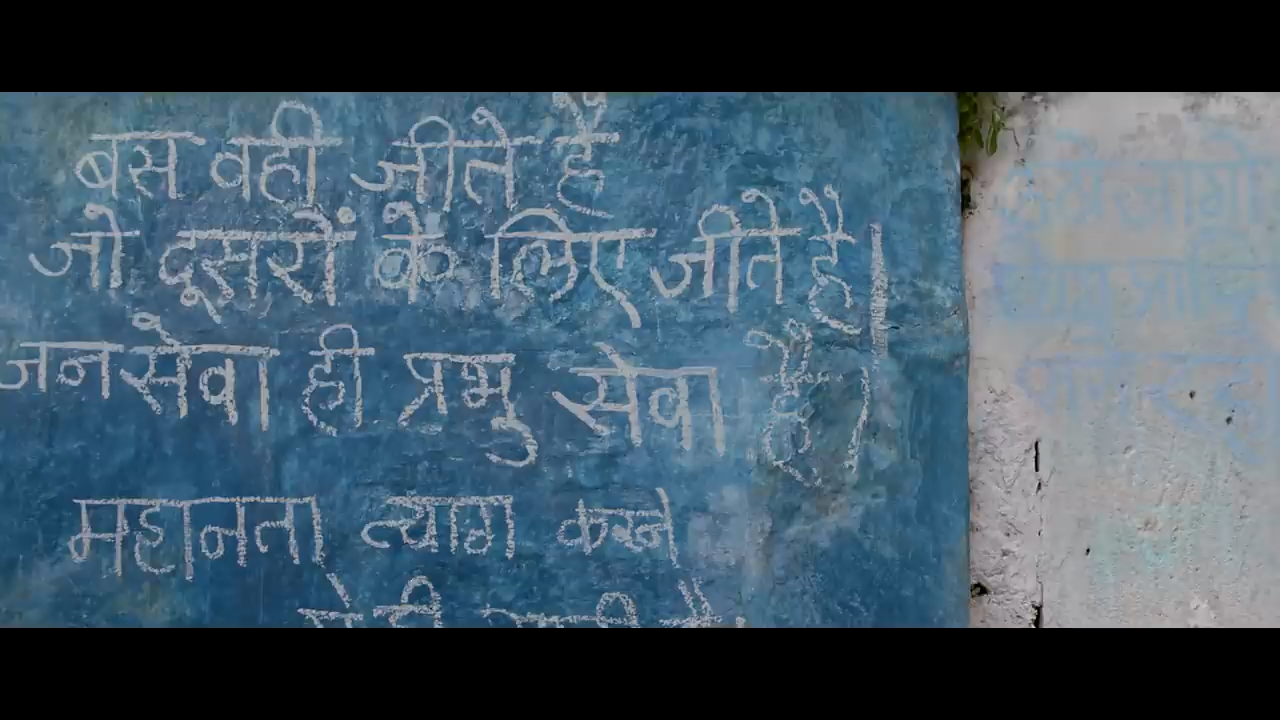 बस वही जीते हैं
जो दूसरों के लिए जीते हैं।
जनसेवा ही प्रभु सेवा है।
महानता त्याग करने